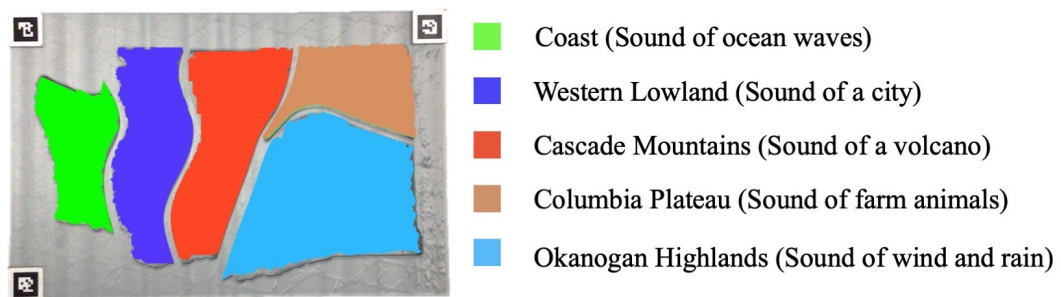 Coast (Sound of ocean waves)
Western Lowland (Sound of a city)
Cascade Mountains (Sound of a volcano)
Columbia Plateau (Sound of farm animals)
Okanogan Highlands (Sound of wind and rain)